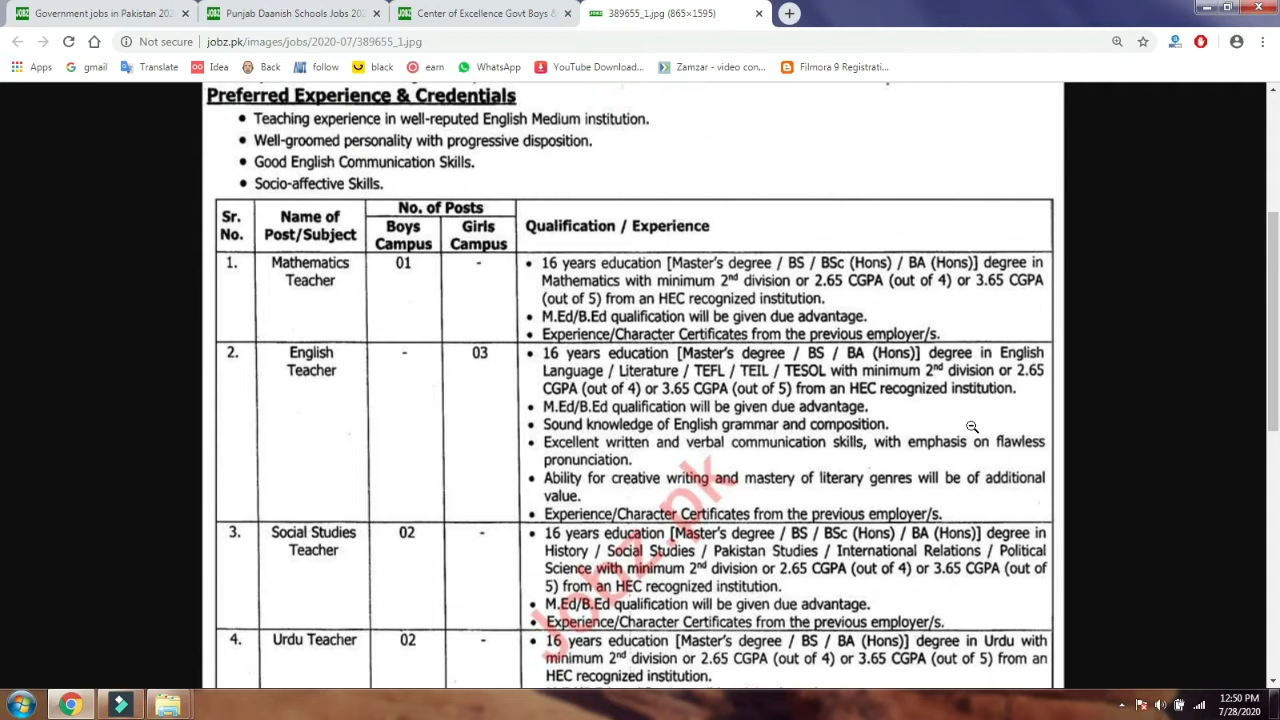 Government jobs in Pakistan 202
Punjab Daanish Schools Jobs 202
Center of Excellence Govt Boys &
389655_1.jpg (865×1595)
Not secure | jobz.pk/images/jobs/2020-07/389655_1.jpg
Apps gmail Translate Idea Back follow black earn WhatsApp YouTube Download... Zamzar - video con... Filmora 9 Registrati...
Preferred Experience & Credentials
• Teaching experience in well-reputed English Medium institution.
• Well-groomed personality with progressive disposition.
• Good English Communication Skills.
• Socio-affective Skills.
Sr. No. Name of Post/Subject No. of Posts Boys Campus Girls Campus Qualification / Experience
1. Mathematics Teacher 01 -
• 16 years education [Master's degree / BS / BSc (Hons) / BA (Hons)] degree in
Mathematics with minimum 2nd division or 2.65 CGPA (out of 4) or 3.65 CGPA
(out of 5) from an HEC recognized institution.
• M.Ed/B.Ed qualification will be given due advantage.
• Experience/Character Certificates from the previous employer/s.
2. English Teacher - 03
• 16 years education [Master's degree / BS / BA (Hons)] degree in English
Language / Literature / TEFL / TEIL / TESOL with minimum 2nd division or 2.65
CGPA (out of 4) or 3.65 CGPA (out of 5) from an HEC recognized institution.
• M.Ed/B.Ed qualification will be given due advantage.
• Sound knowledge of English grammar and composition.
• Excellent written and verbal communication skills, with emphasis on flawless
pronunciation.
• Ability for creative writing and mastery of literary genres will be of additional
value.
• Experience/Character Certificates from the previous employer/s.
3. Social Studies Teacher 02 -
• 16 years education [Master's degree / BS / BSc (Hons) / BA (Hons)] degree in
History / Social Studies / Pakistan Studies / International Relations / Political
Science with minimum 2nd division or 2.65 CGPA (out of 4) or 3.65 CGPA (out of
5) from an HEC recognized institution.
• M.Ed/B.Ed qualification will be given due advantage.
• Experience/Character Certificates from the previous employer/s.
4. Urdu Teacher 02 -
• 16 years education [Master's degree / BS / BA (Hons)] degree in Urdu with
minimum 2nd division or 2.65 CGPA (out of 4) or 3.65 CGPA (out of 5) from an
HEC recognized institution.
Jobz.pk
12:50 PM
7/28/2020